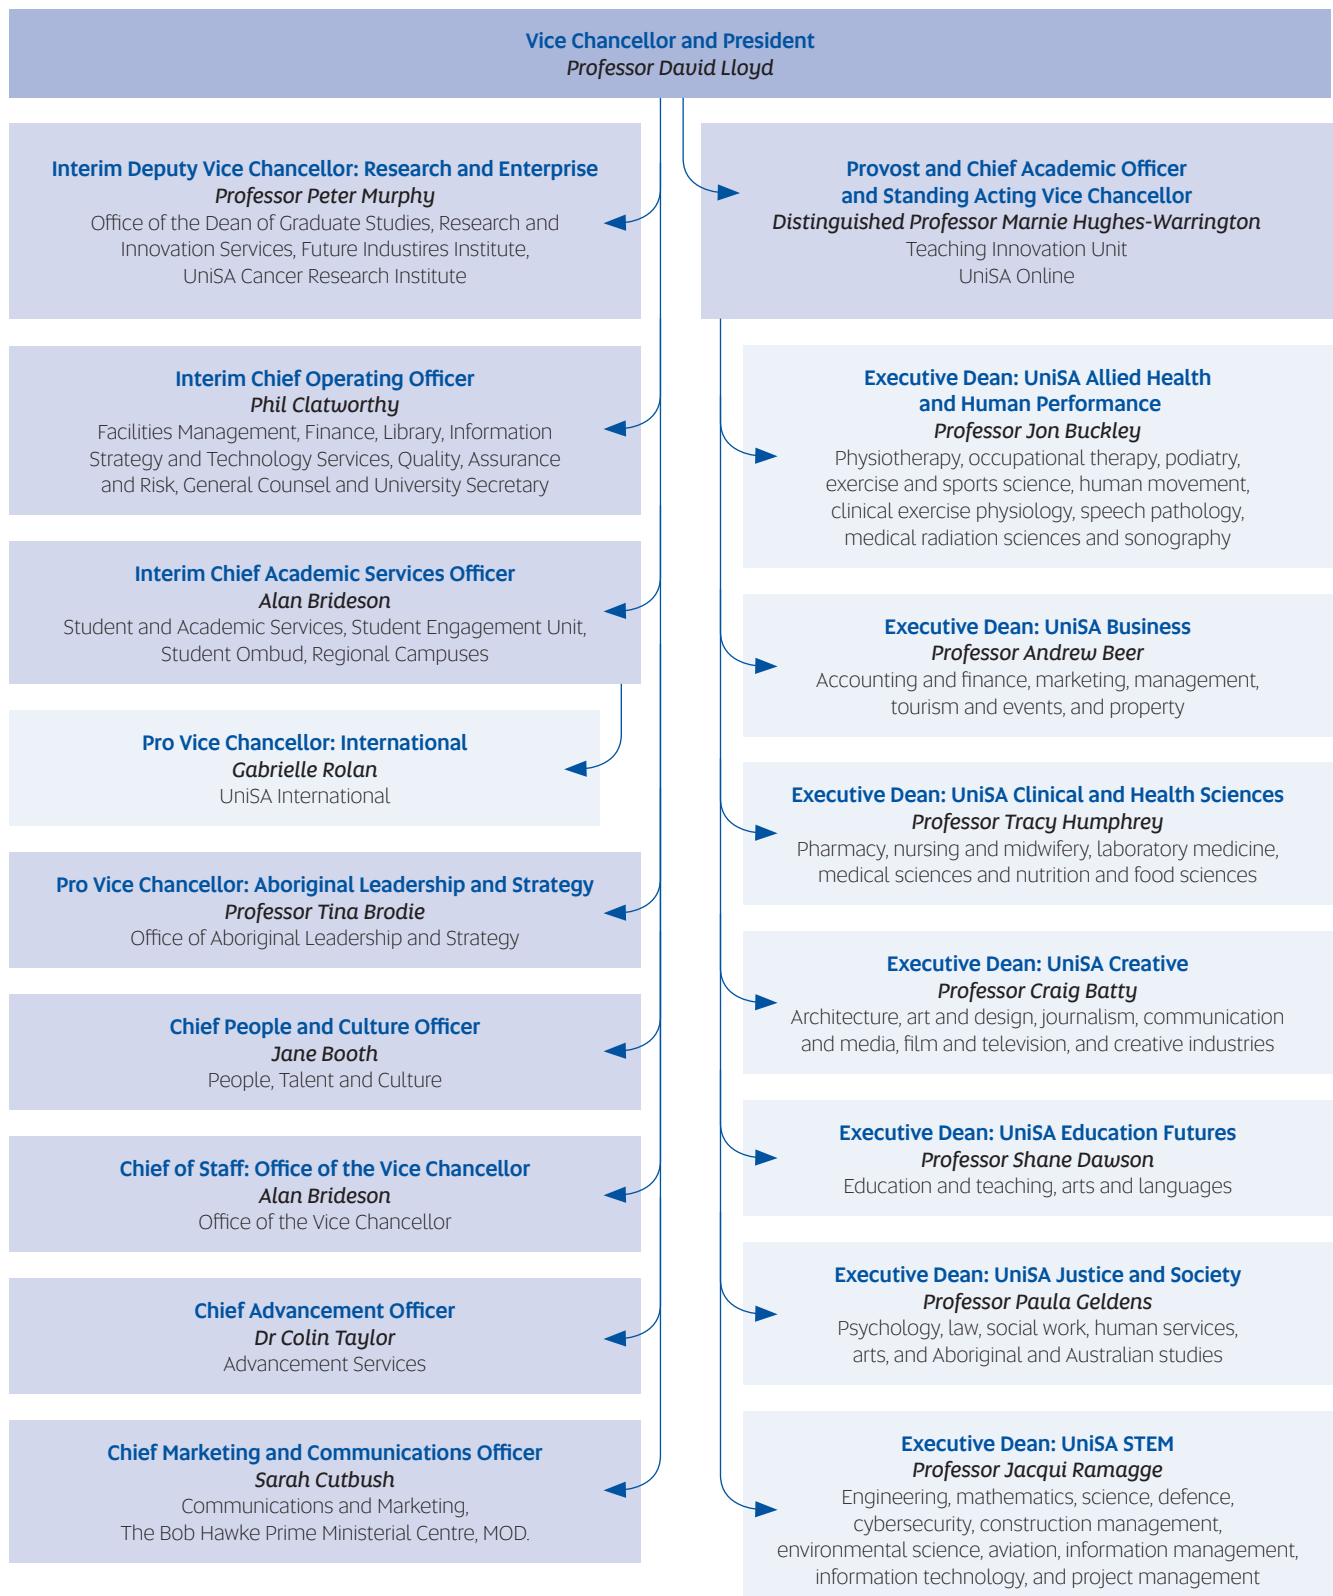 Vice Chancellor and President
Professor David Lloyd
Interim Deputy Vice Chancellor: Research and Enterprise
Professor Peter Murphy
Office of the Dean of Graduate Studies, Research and
Innovation Services, Future Industires Institute,
UniSA Cancer Research Institute
Interim Chief Operating Officer
Phil Clatworthy
Facilities Management, Finance, Library, Information
Strategy and Technology Services, Quality, Assurance
and Risk, General Counsel and University Secretary
Interim Chief Academic Services Officer
Alan Brideson
Student and Academic Services, Student Engagement Unit,
Student Ombud, Regional Campuses
Pro Vice Chancellor: International
Gabrielle Rolan
UniSA International
Pro Vice Chancellor: Aboriginal Leadership and Strategy
Professor Tina Brodie
Office of Aboriginal Leadership and Strategy
Chief People and Culture Officer
Jane Booth
People, Talent and Culture
Chief of Staff: Office of the Vice Chancellor
Alan Brideson
Office of the Vice Chancellor
Chief Advancement Officer
Dr Colin Taylor
Advancement Services
Chief Marketing and Communications Officer
Sarah Cutbush
Communications and Marketing,
The Bob Hawke Prime Ministerial Centre, MOD.
Provost and Chief Academic Officer
and Standing Acting Vice Chancellor
Distinguished Professor Marnie Hughes-Warrington
Teaching Innovation Unit
UniSA Online
Executive Dean: UniSA Allied Health
and Human Performance
Professor Jon Buckley
Physiotherapy, occupational therapy, podiatry,
exercise and sports science, human movement,
clinical exercise physiology, speech pathology,
medical radiation sciences and sonography
Executive Dean: UniSA Business
Professor Andrew Beer
Accounting and finance, marketing, management,
tourism and events, and property
Executive Dean: UniSA Clinical and Health Sciences
Professor Tracy Humphrey
Pharmacy, nursing and midwifery, laboratory medicine,
medical sciences and nutrition and food sciences
Executive Dean: UniSA Creative
Professor Craig Batty
Architecture, art and design, journalism, communication
and media, film and television, and creative industries
Executive Dean: UniSA Education Futures
Professor Shane Dawson
Education and teaching, arts and languages
Executive Dean: UniSA Justice and Society
Professor Paula Geldens
Psychology, law, social work, human services,
arts, and Aboriginal and Australian studies
Executive Dean: UniSA STEM
Professor Jacqui Ramagge
Engineering, mathematics, science, defence,
cybersecurity, construction management,
environmental science, aviation, information management,
information technology, and project management